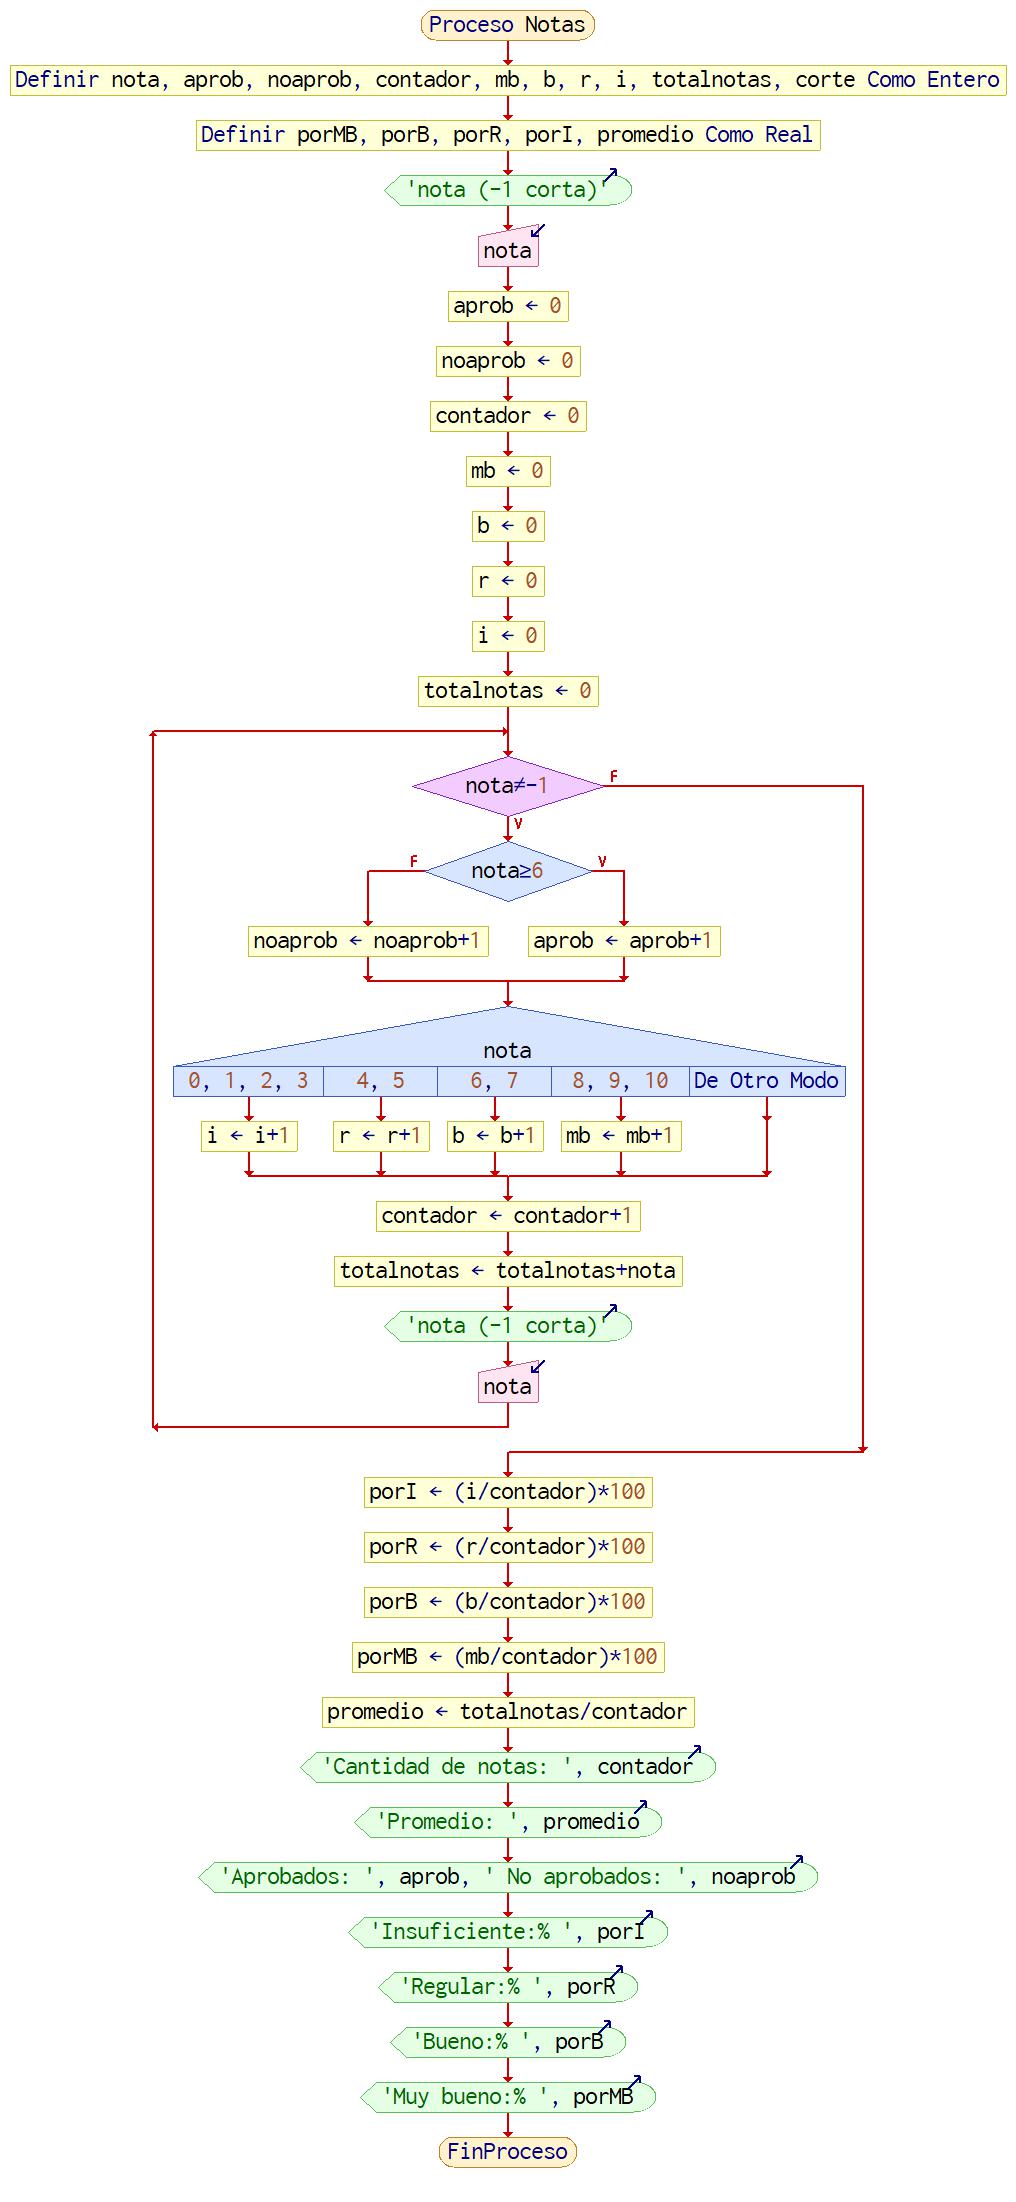 Proceso Notas
Definir nota, aprob, noaprob, contador, mb, b, r, i, totalnotas, corte Como Entero
Definir porMB, porB, porR, porI, promedio Como Real
'nota (-1 corta)'
nota
aprob ← 0
noaprob ← 0
contador ← 0
mb ← 0
b ← 0
r ← 0
i ← 0
totalnotas ← 0
nota≠-1
F
V
nota≥6
F
V
noaprob ← noaprob+1
aprob ← aprob+1
nota
0, 1, 2, 3
4, 5
6, 7
8, 9, 10
De Otro Modo
i ← i+1
r ← r+1
b ← b+1
mb ← mb+1
contador ← contador+1
totalnotas ← totalnotas+nota
'nota (-1 corta)'
nota
porI ← (i/contador)*100
porR ← (r/contador)*100
porB ← (b/contador)*100
porMB ← (mb/contador)*100
promedio ← totalnotas/contador
'Cantidad de notas: ', contador
'Promedio: ', promedio
'Aprobados: ', aprob, ' No aprobados: ', noaprob
'Insuficiente:% ', porI
'Regular:% ', porR
'Bueno:% ', porB
'Muy bueno:% ', porMB
FinProceso